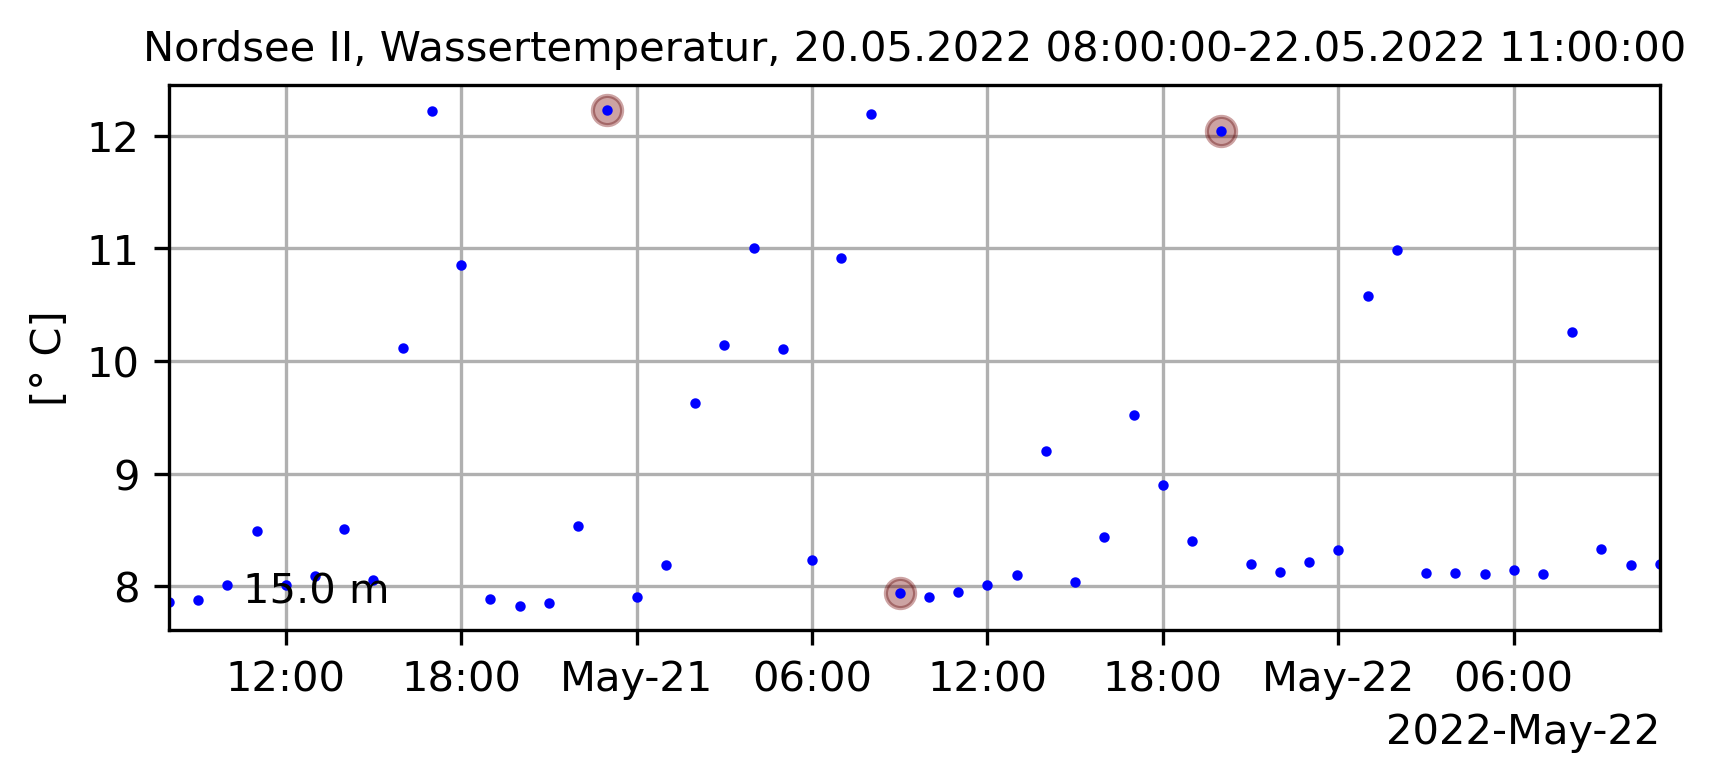 Nordsee II, Wassertemperatur, 20.05.2022 08:00:00-22.05.2022 11:00:00
12
11
10
9
8
[° C]
15.0 m
12:00 18:00 May-21 06:00 12:00 18:00 May-22 06:00
2022-May-22